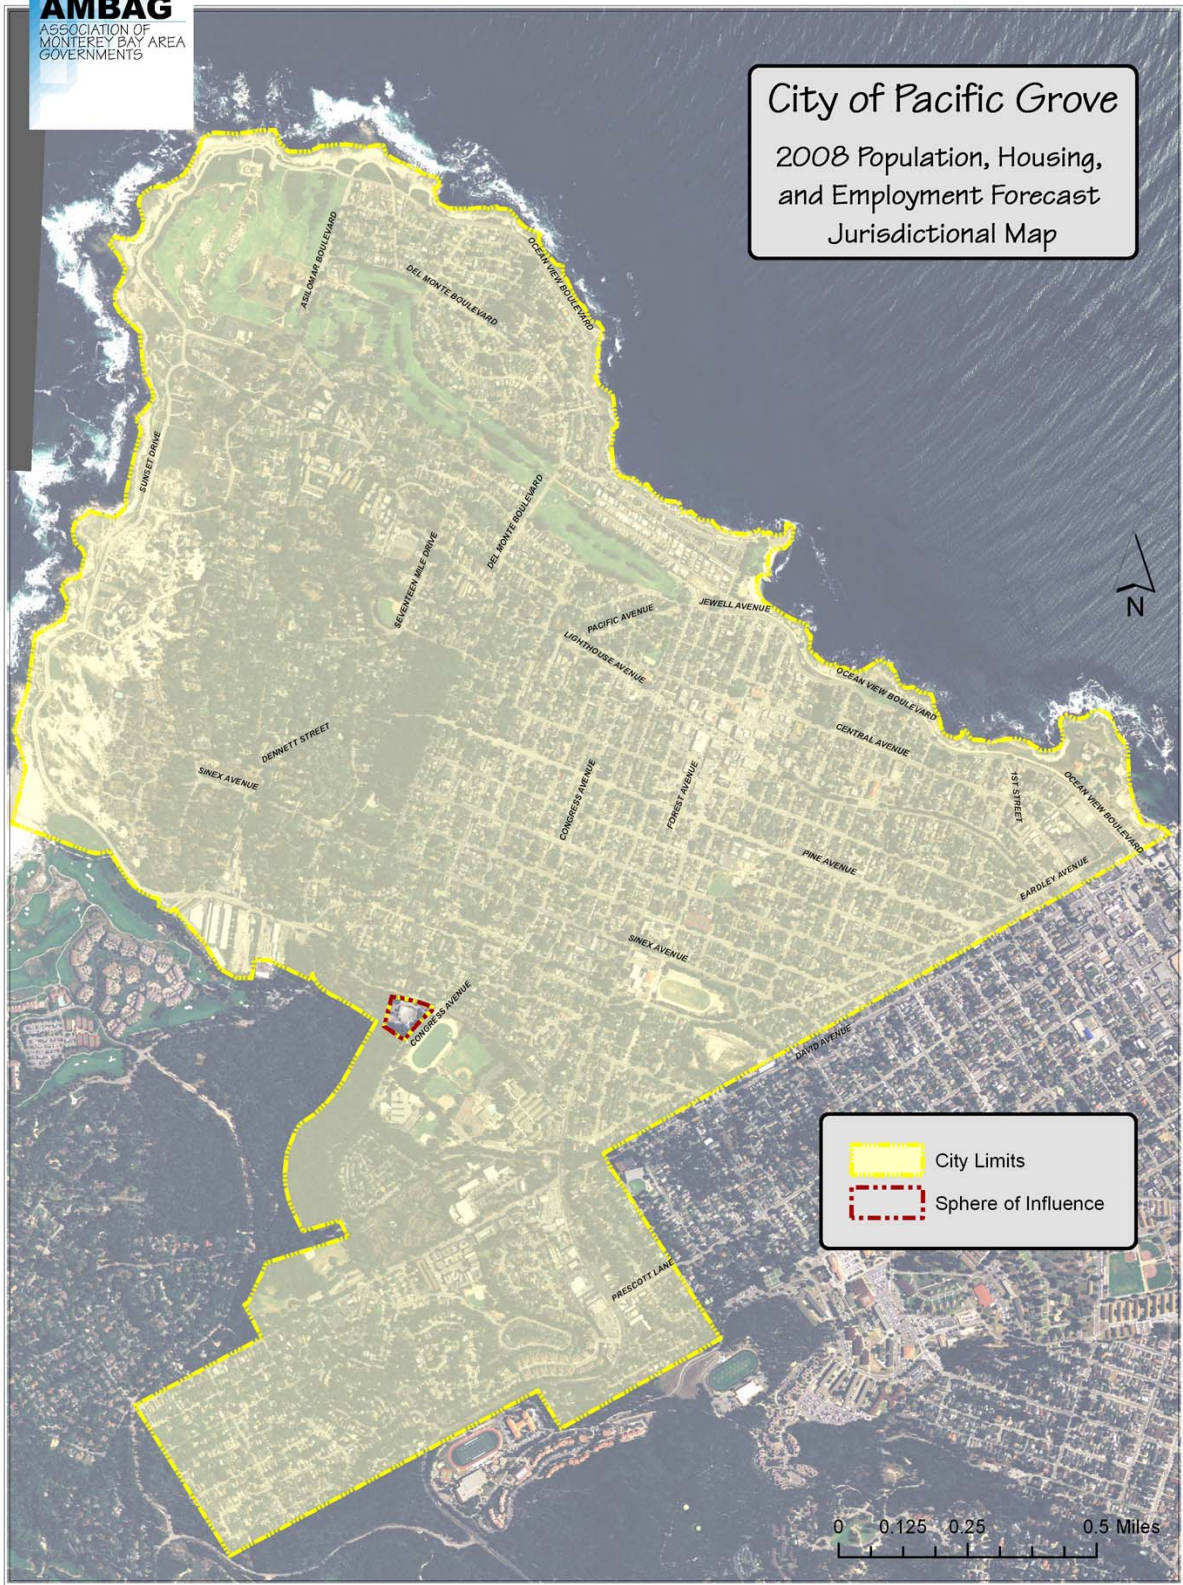 AMBAG
ASSOCIATION OF
MONTEREY BAY AREA
GOVERNMENTS
City of Pacific Grove
2008 Population, Housing,
and Employment Forecast
Jurisdictional Map
ASILOMAR BOULEVARD
DEL MONTE BOULEVARD
OCEAN VIEW BOULEVARD
SUNSET DRIVE
SEVENTEEN MILE DRIVE
DEL MONTE BOULEVARD
PACIFIC AVENUE
JEWELL AVENUE
LIGHTHOUSE AVENUE
N
OCEAN VIEW BOULEVARD
CENTRAL AVENUE
DENNETT STREET
SINEX AVENUE
CONGRESS AVENUE
FOREST AVENUE
1ST STREET
OCEAN VIEW BOULEVARD
PINE AVENUE
EARDLEY AVENUE
SINEX AVENUE
CONGRESS AVENUE
DAVID AVENUE
City Limits
Sphere of Influence
PRESCOTT LANE
0 0.125 0.25 0.5 Miles